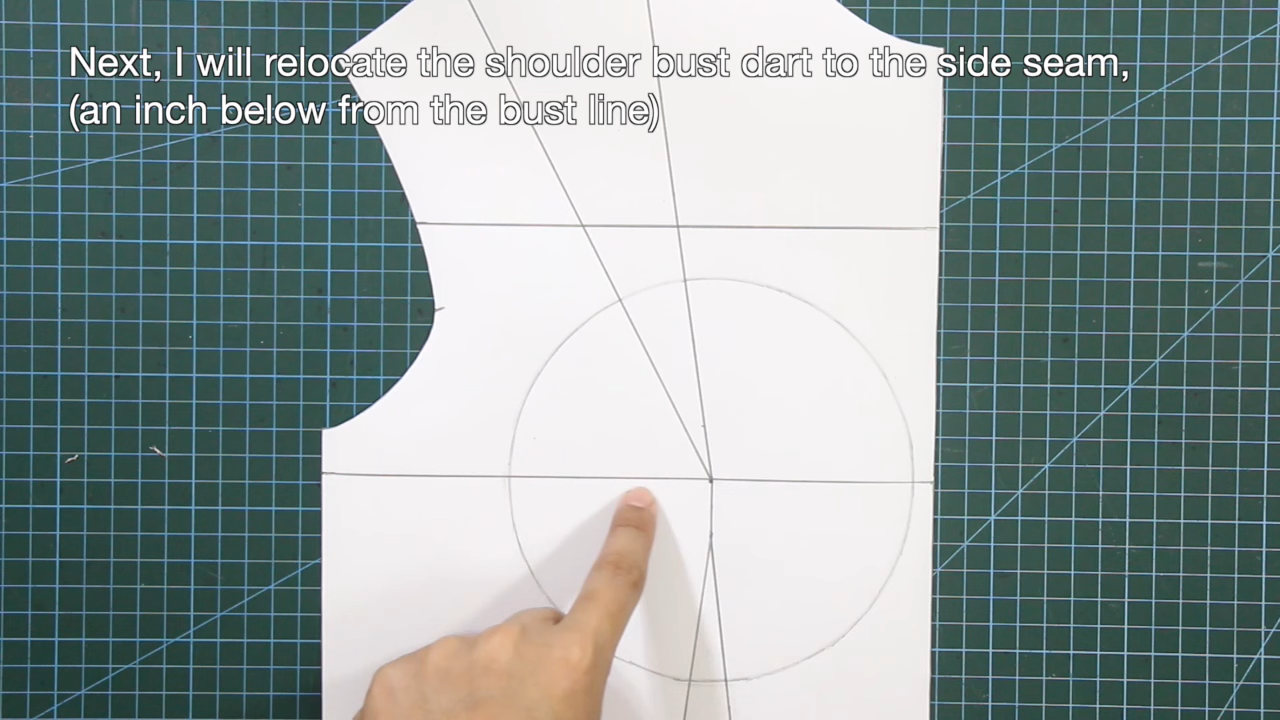 Next, I will relocate the shoulder bust dart to the side seam,
(an inch below from the bust line)